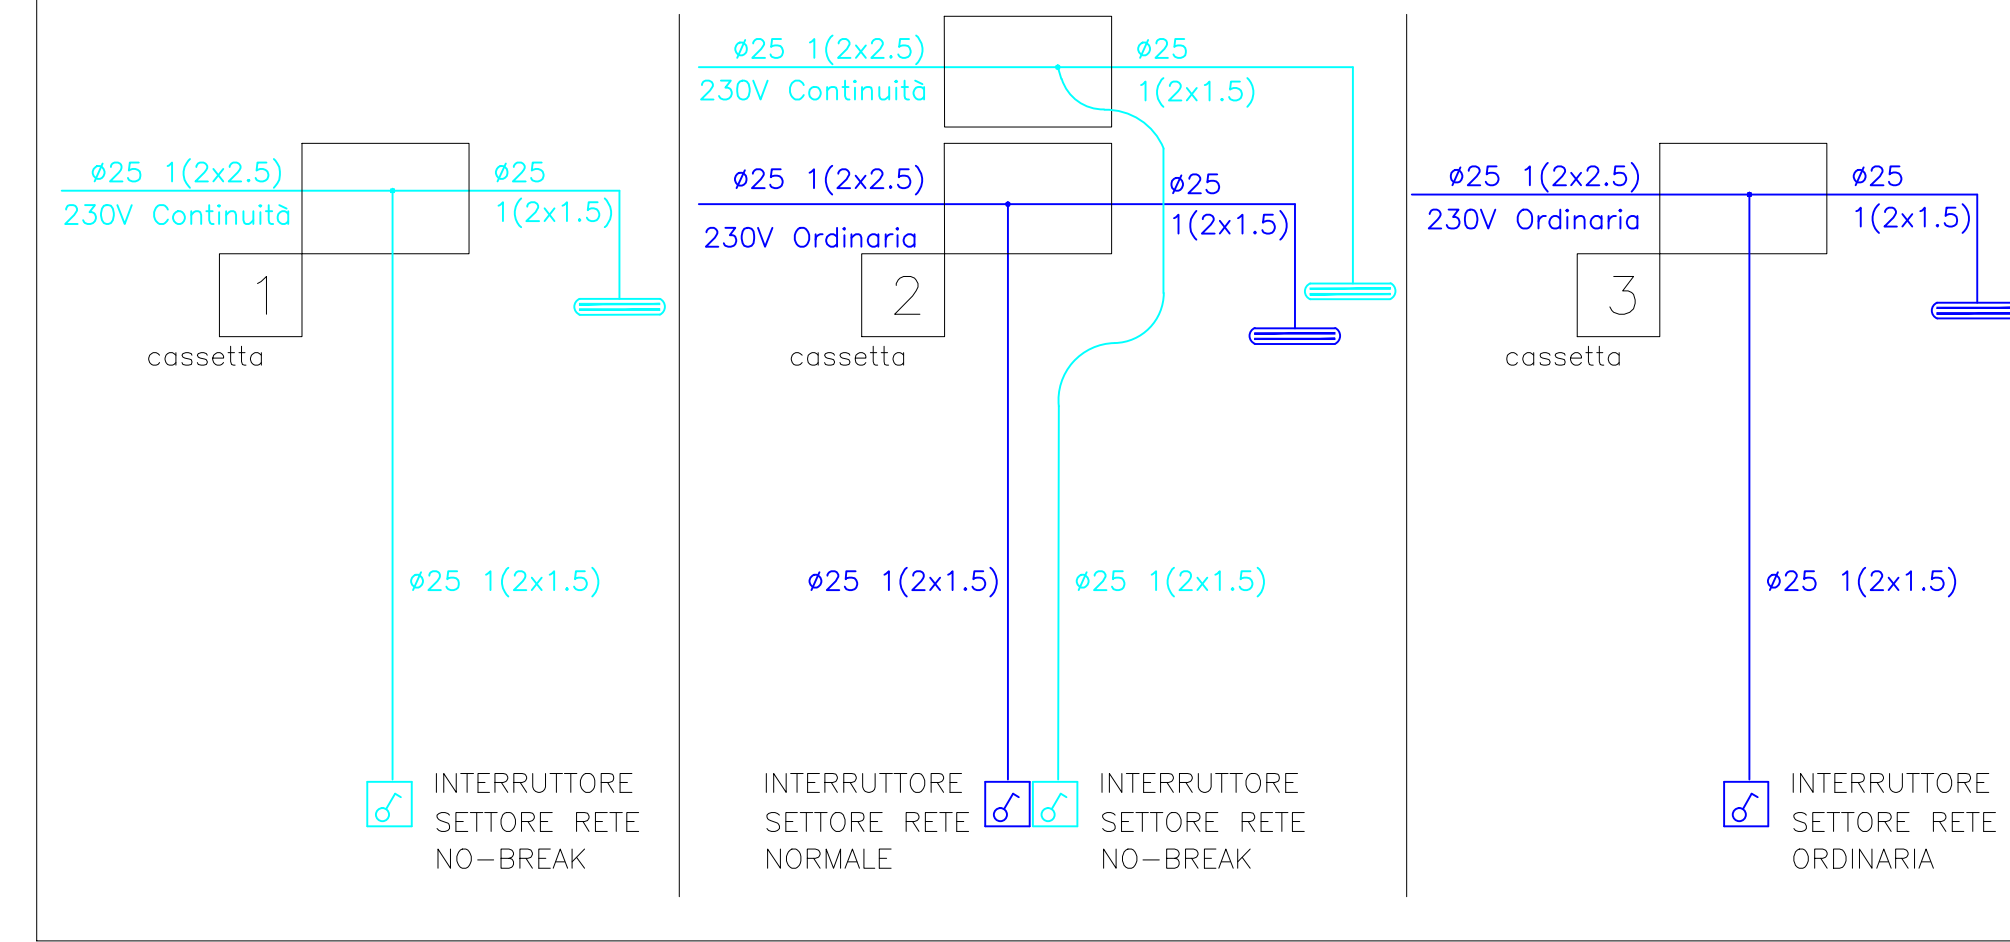 ø25 1(2x2.5)
230V Continuità
ø25
1(2x1.5)
1
cassetta
ø25 1(2x1.5)
INTERRUTTORE
SETTORE RETE
NO-BREAK
ø25 1(2x2.5)
230V Continuità
ø25
1(2x1.5)
ø25 1(2x2.5)
230V Ordinaria
ø25
1(2x1.5)
2
cassetta
ø25 1(2x1.5)
ø25 1(2x1.5)
INTERRUTTORE
SETTORE RETE
NORMALE
INTERRUTTORE
SETTORE RETE
NO-BREAK
ø25 1(2x2.5)
230V Ordinaria
ø25
1(2x1.5)
3
cassetta
ø25 1(2x1.5)
INTERRUTTORE
SETTORE RETE
ORDINARIA